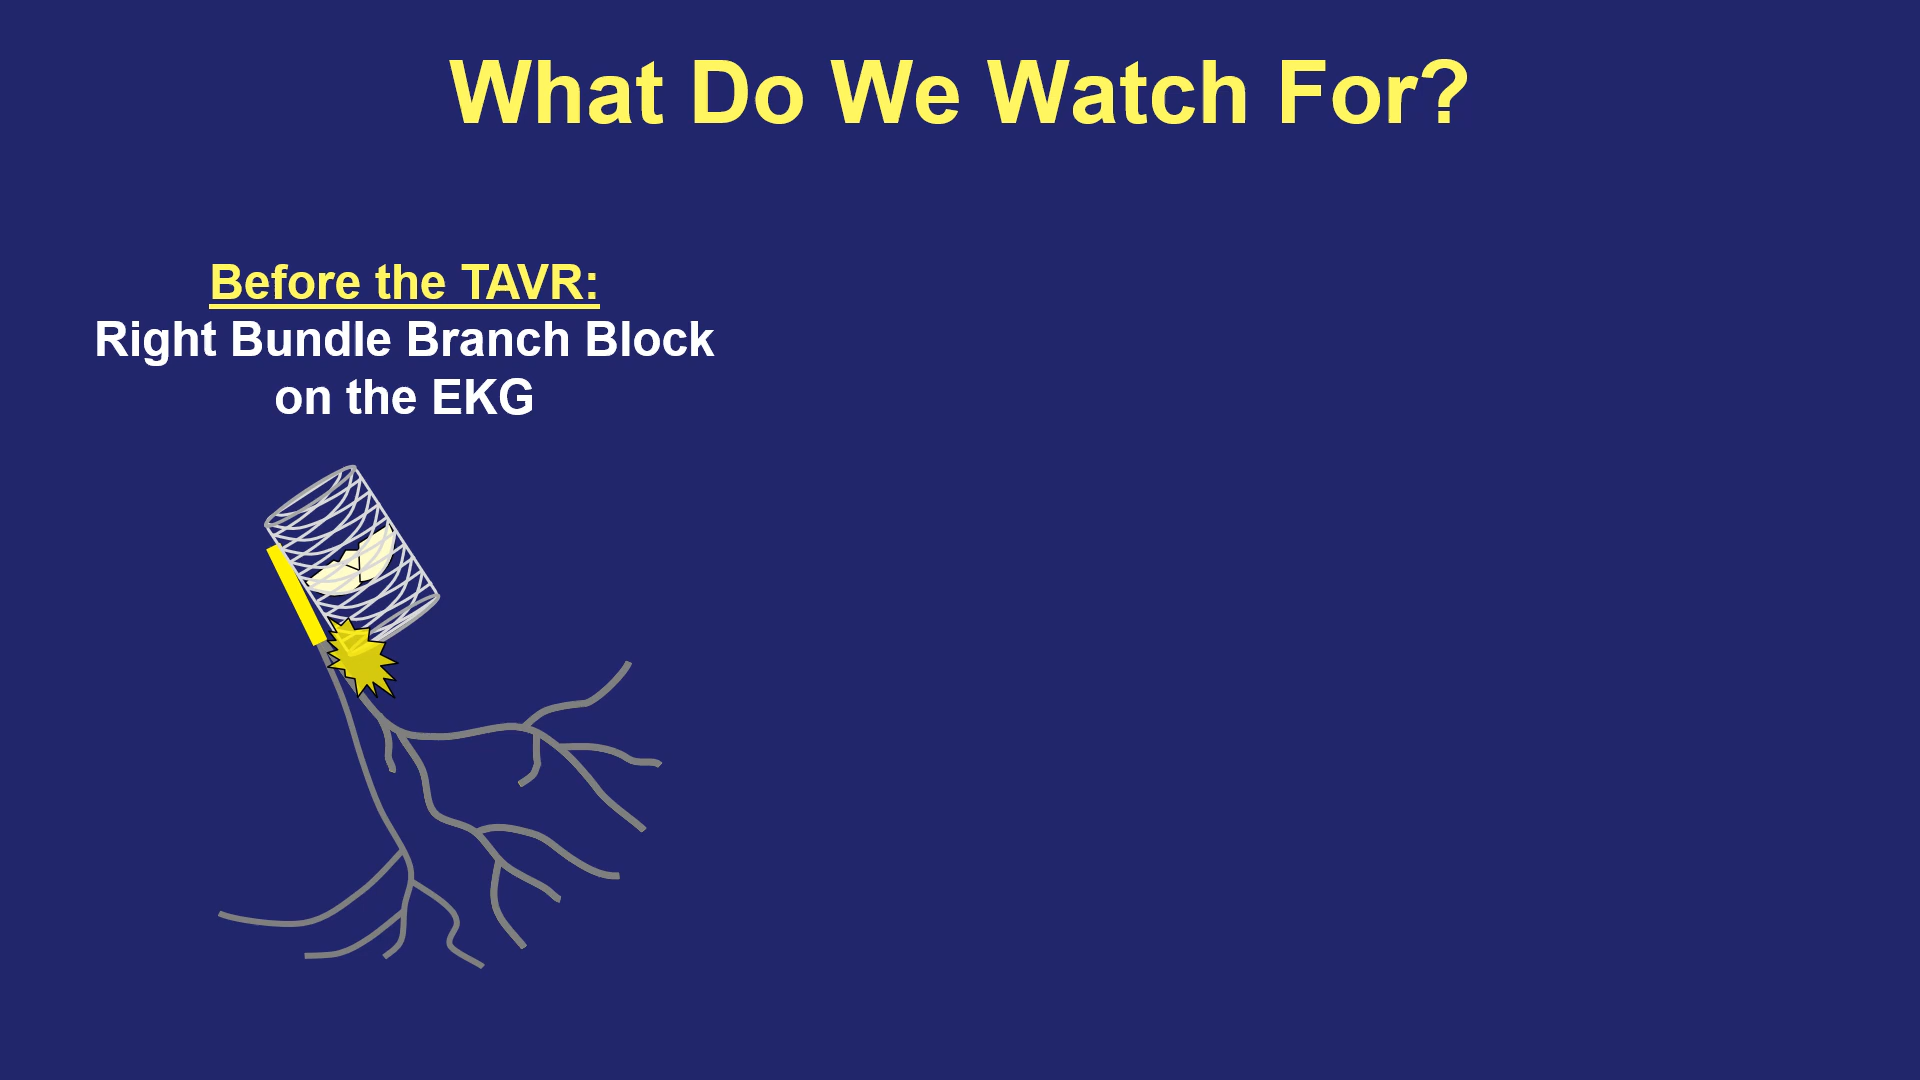 What Do We Watch For?
Before the TAVR:
Right Bundle Branch Block
on the EKG